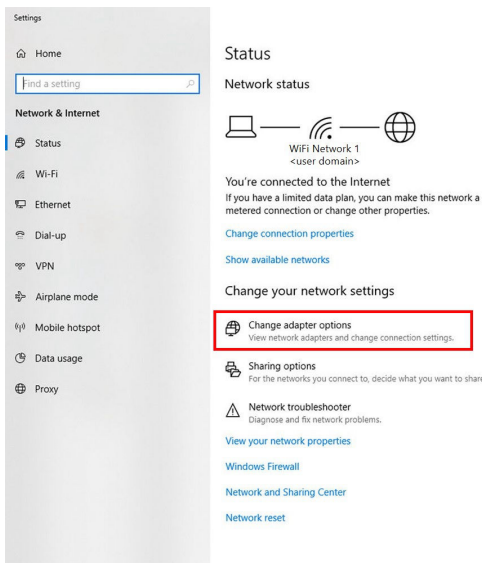 Settings
Home
Find a setting
Network & Internet
Status
Wi-Fi
Ethernet
Dial-up
VPN
Airplane mode
Mobile hotspot
Data usage
Proxy
Status
Network status
WiFi Network 1
<user domain>
You're connected to the Internet
If you have a limited data plan, you can make this network a
metered connection or change other properties.
Change connection properties
Show available networks
Change your network settings
Change adapter options
View network adapters and change connection settings.
Sharing options
For the networks you connect to, decide what you want to share
Network troubleshooter
Diagnose and fix network problems.
View your network properties
Windows Firewall
Network and Sharing Center
Network reset